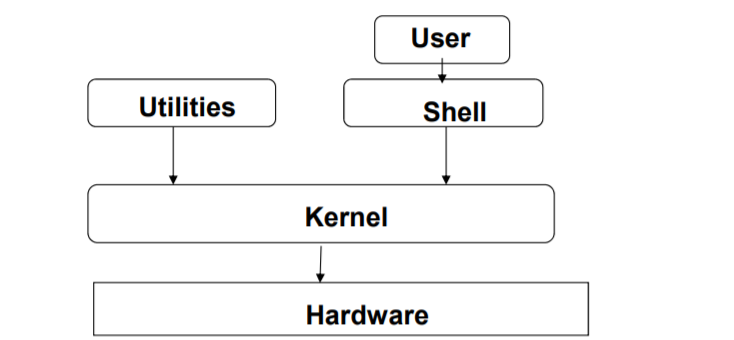 User
Utilities
Shell
Kernel
Hardware